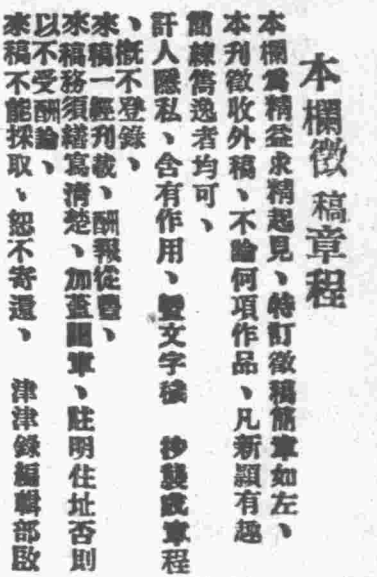 本欄徵稿章程
本欄爲精益求精起見、特訂徵稿簡章如左、
本刊徵收外稿、不論何項作品、凡新穎有趣
簡練雋逸者均可、
訐人隱私、含有作用、文字 抄襲 章程
、概不登錄、
來稿一經刊載、酬報從豐、
來稿務須繕寫清楚、加蓋圖章、註明住址否則
以不受酬論、
來稿不能採取、恕不寄還、 津津錄編輯部啟